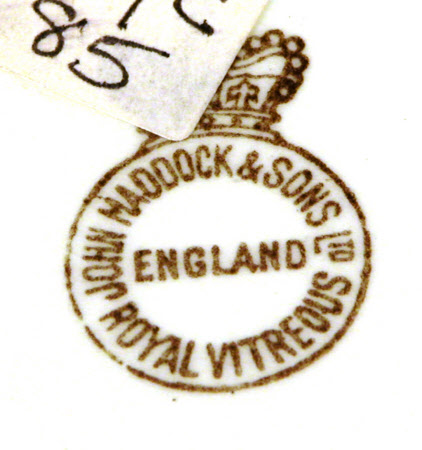 85
JOHN MADDOCK & SONS LTD
ENGLAND
ROYAL VITREOUS